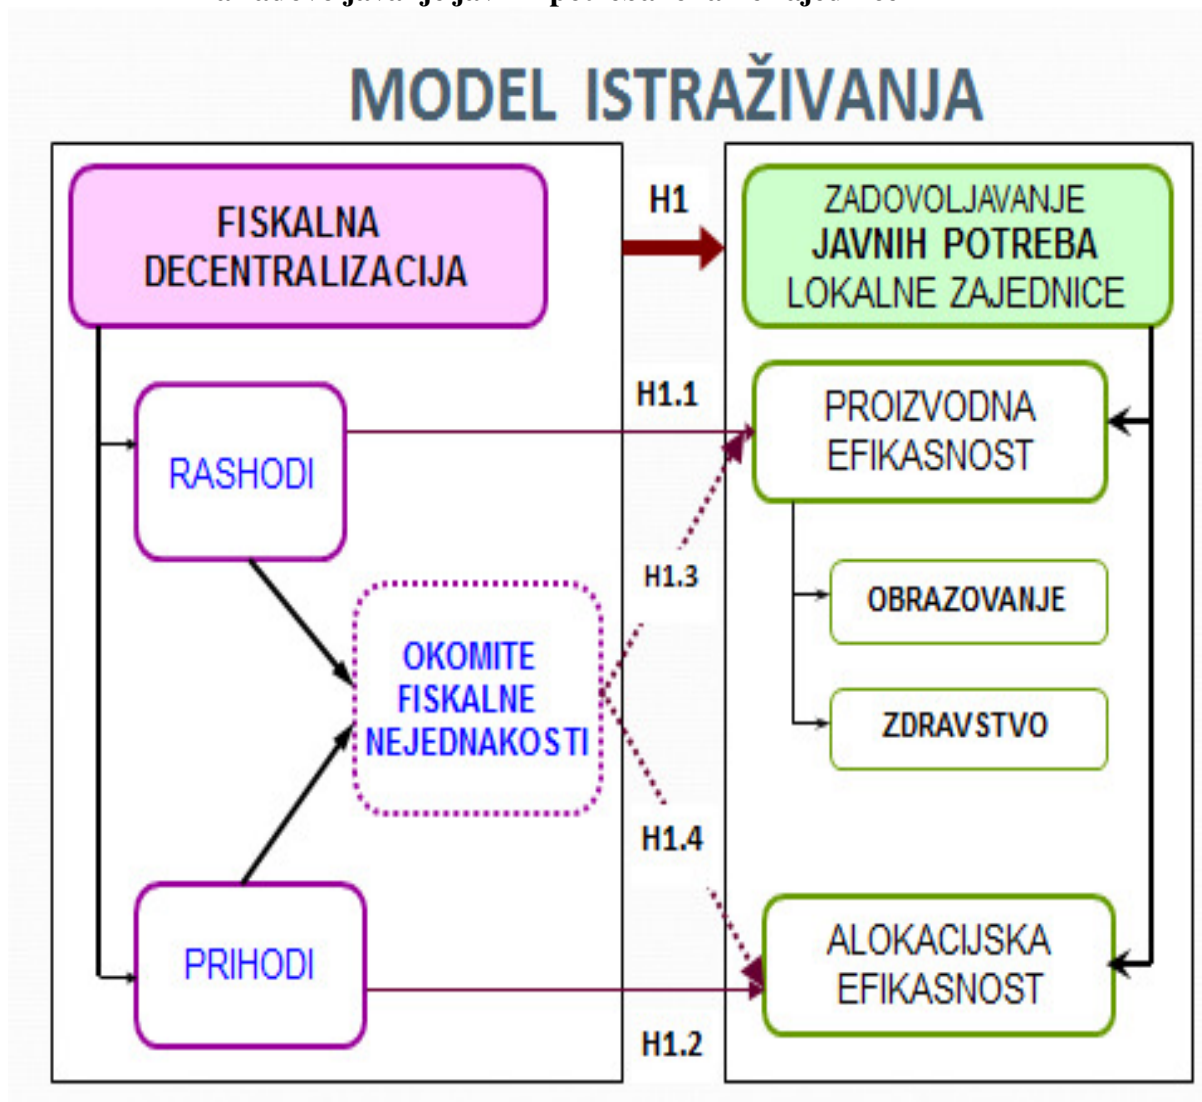 MODEL ISTRAŽIVANJA
FISKALNA
DECENTRALIZACIJA
H1
ZADOVOLJAVANJE
JAVNIH POTREBA
LOKALNE ZAJEDNICE
RASHODI
H1.1
PROIZVODNA
EFIKASNOST
H1.3
OBRAZOVANJE
OKOMITE
FISKALNE
NEJEDNAKOSTI
ZDRAVSTVO
H1.4
PRIHODI
ALOKACIJSKA
EFIKASNOST
H1.2